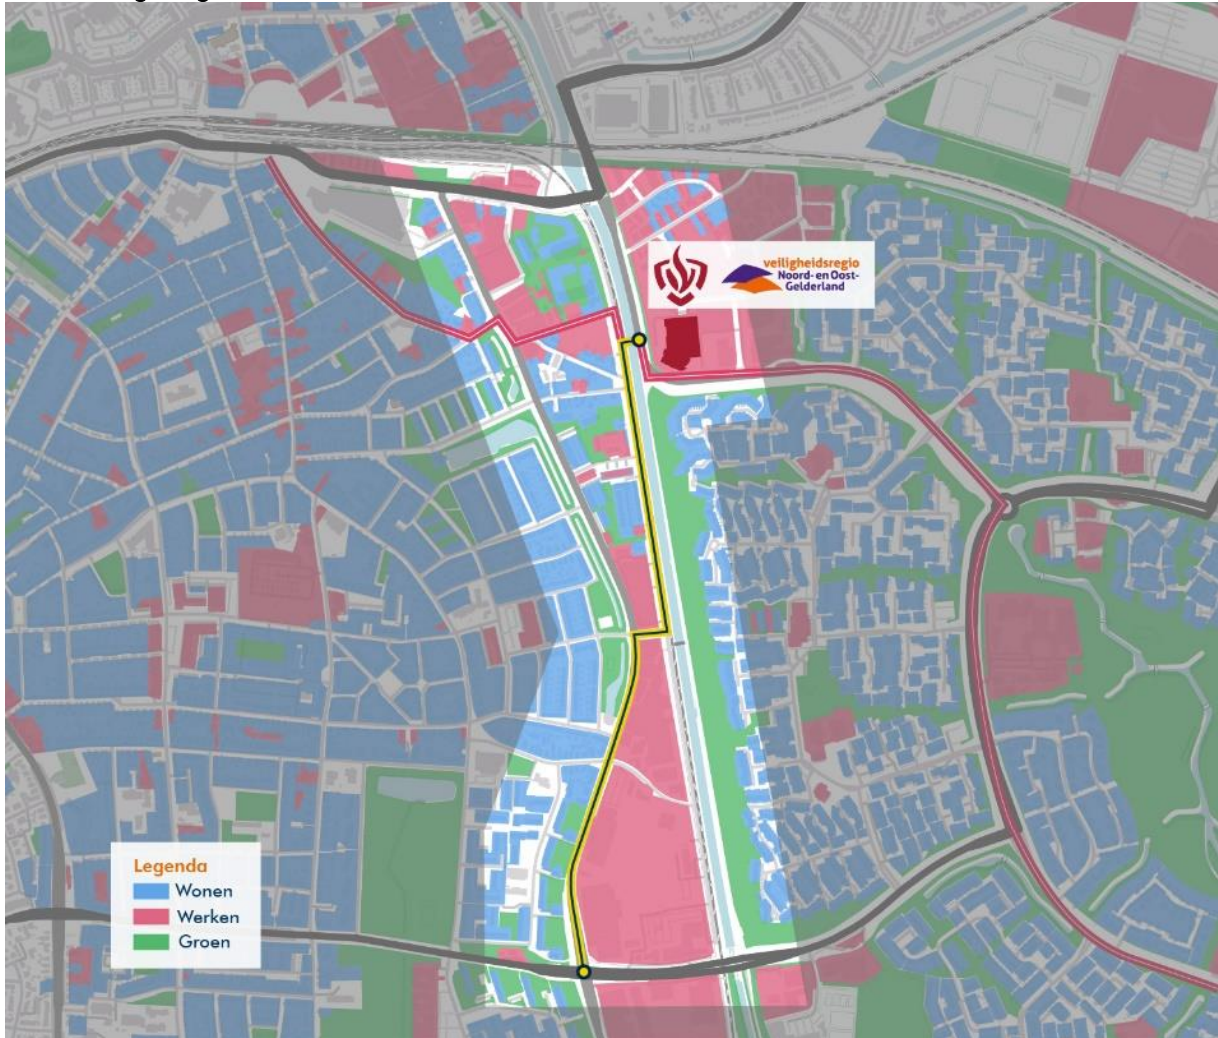 veiligheidsregio
Noord- en Oost-
Gelderland
Legenda
Wonen
Werken
Groen